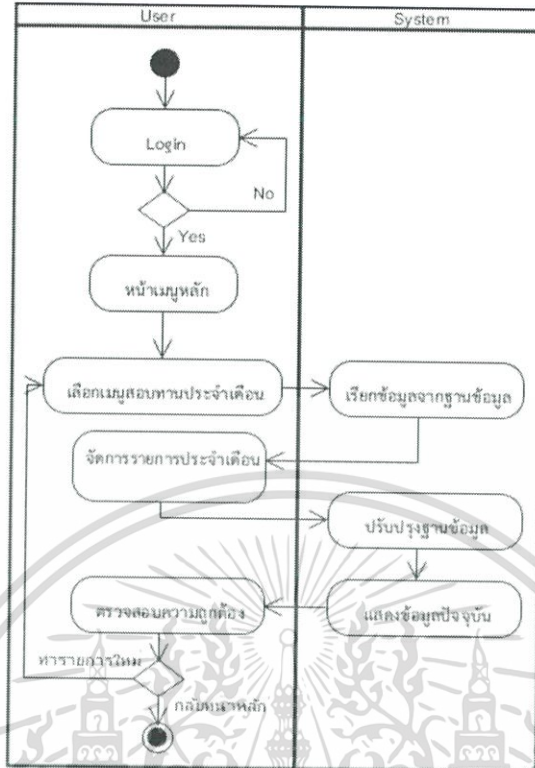 User
System
Login
No
Yes
หน้าเมนูหลัก
เลือกเมนูสอบทานประจำเดือน
เรียกข้อมูลจากฐานข้อมูล
จัดการรายการประจำเดือน
ปรับปรุงฐานข้อมูล
แสดงข้อมูลปัจจุบัน
ตรวจสอบความถูกต้อง
ทำรายการใหม่
กลับหน้าหลัก